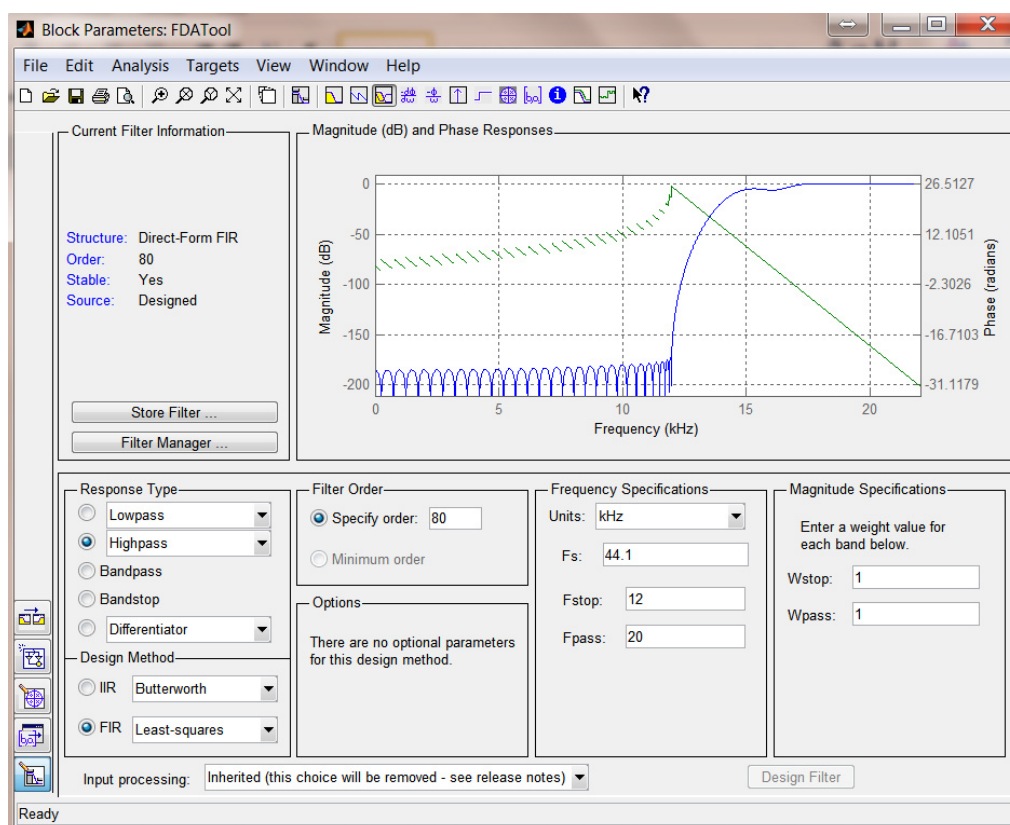 Block Parameters: FDATool
File Edit Analysis Targets View Window Help
Current Filter Information
Structure: Direct-Form FIR
Order: 80
Stable: Yes
Source: Designed
Store Filter ...
Filter Manager ...
Magnitude (dB) and Phase Responses
Magnitude (dB)
0
-50
-100
-150
-200
0 5 10 15 20
Frequency (kHz)
26.5127
12.1051
-2.3026
-16.7103
-31.1179
Phase (radians)
Response Type
Lowpass
Highpass
Bandpass
Bandstop
Differentiator
Design Method
IIR Butterworth
FIR Least-squares
Filter Order
Specify order: 80
Minimum order
Options
There are no optional parameters
for this design method.
Frequency Specifications
Units: kHz
Fs: 44.1
Fstop: 12
Fpass: 20
Magnitude Specifications
Enter a weight value for
each band below.
Wstop: 1
Wpass: 1
Input processing: Inherited (this choice will be removed - see release notes)
Design Filter
Ready